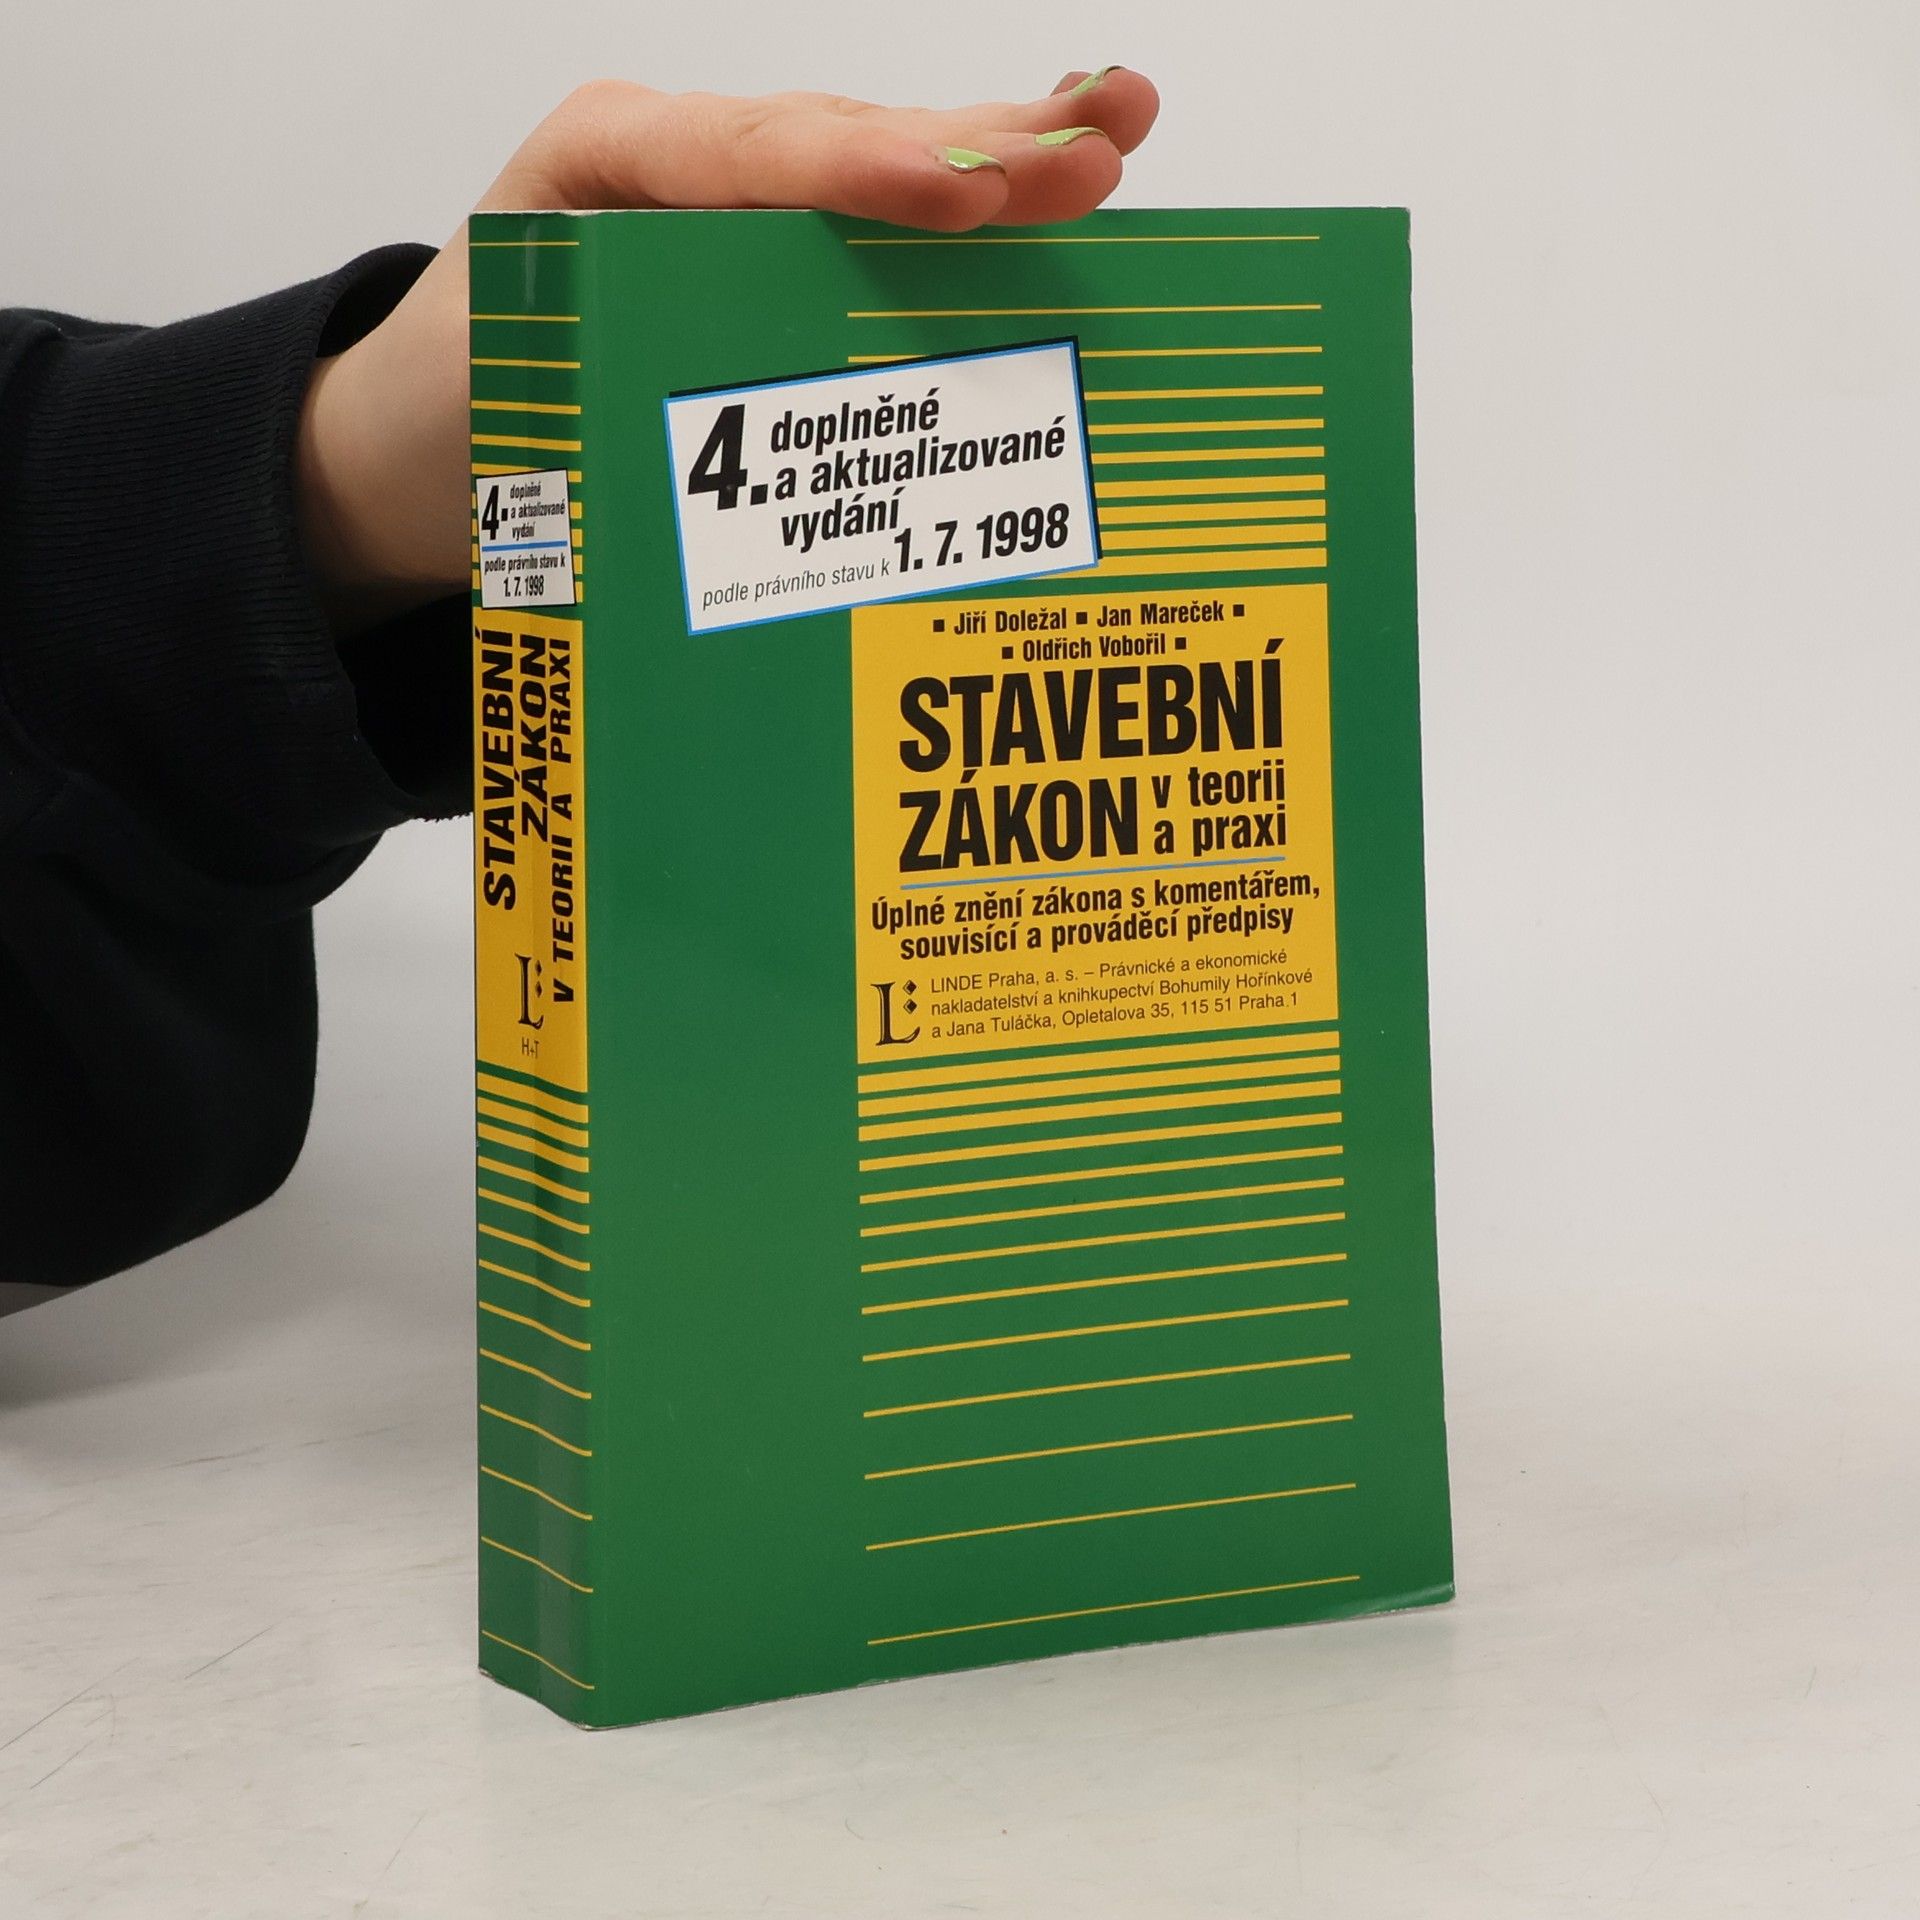 4. doplněné
a aktualizované
vydání
podle právního stavu k 1. 7. 1998
▪ Jiří Doležal ▪ Jan Mareček ▪
▪ Oldřich Vobořil ▪
STAVEBNÍ
ZÁKON v teorii
a praxi
Úplné znění zákona s komentářem,
souvisící a prováděcí předpisy
L: LINDE Praha, a. s. – Právnické a ekonomické
nakladatelství a knihkupectví Bohumily Hořínkové
a Jana Tuláčka, Opletalova 35, 115 51 Praha 1
4. doplněné
a aktualizované
vydání
podle právního stavu k
1. 7. 1998
STAVEBNÍ
ZÁKON
V TEORII A PRAXI
L:
H+T